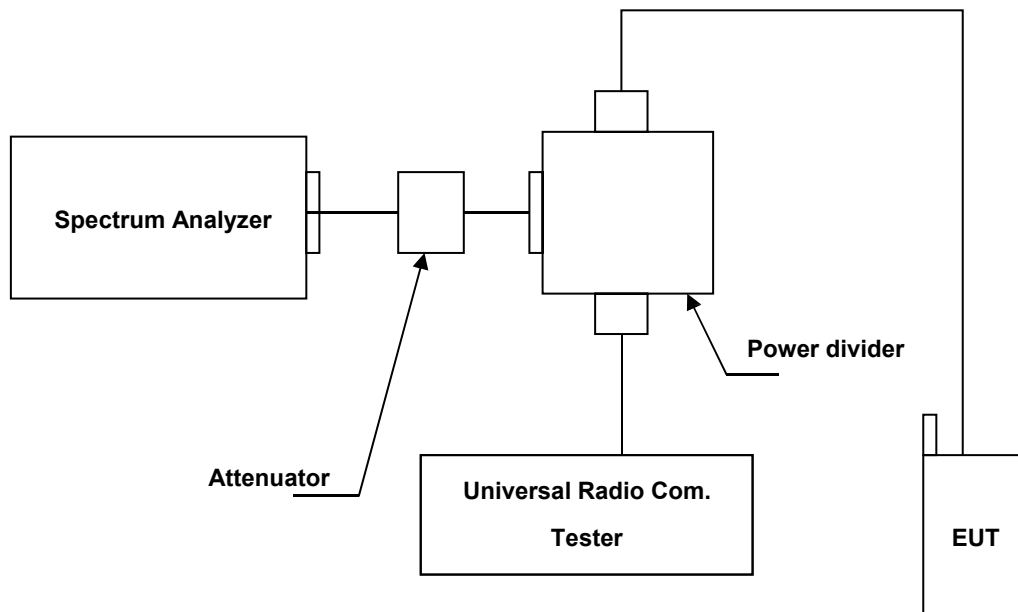 Spectrum Analyzer
Power divider
Attenuator
Universal Radio Com.
Tester
EUT